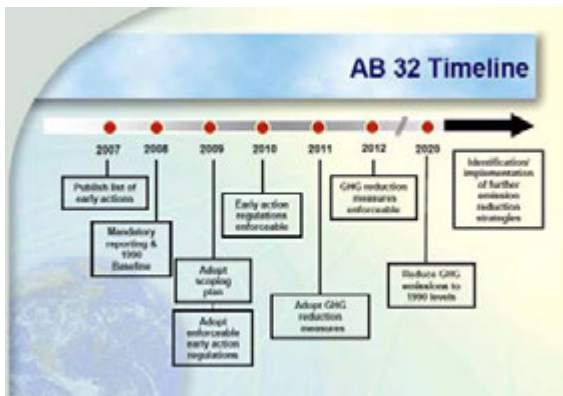 AB 32 Timeline
2007
2008
2009
2010
2011
2012
2020
Publish list of
early actions
Mandatory
reporting &
1990
Baseline
Adopt
scoping
plan
Adopt
enforceable
early action
regulations
Early action
regulations
enforceable
Adopt GHG
reduction
measures
GHG reduction
measures
enforceable
Reduce GHG
emissions to
1990 levels
Identification/
implementation
of further
emission
reduction
strategies